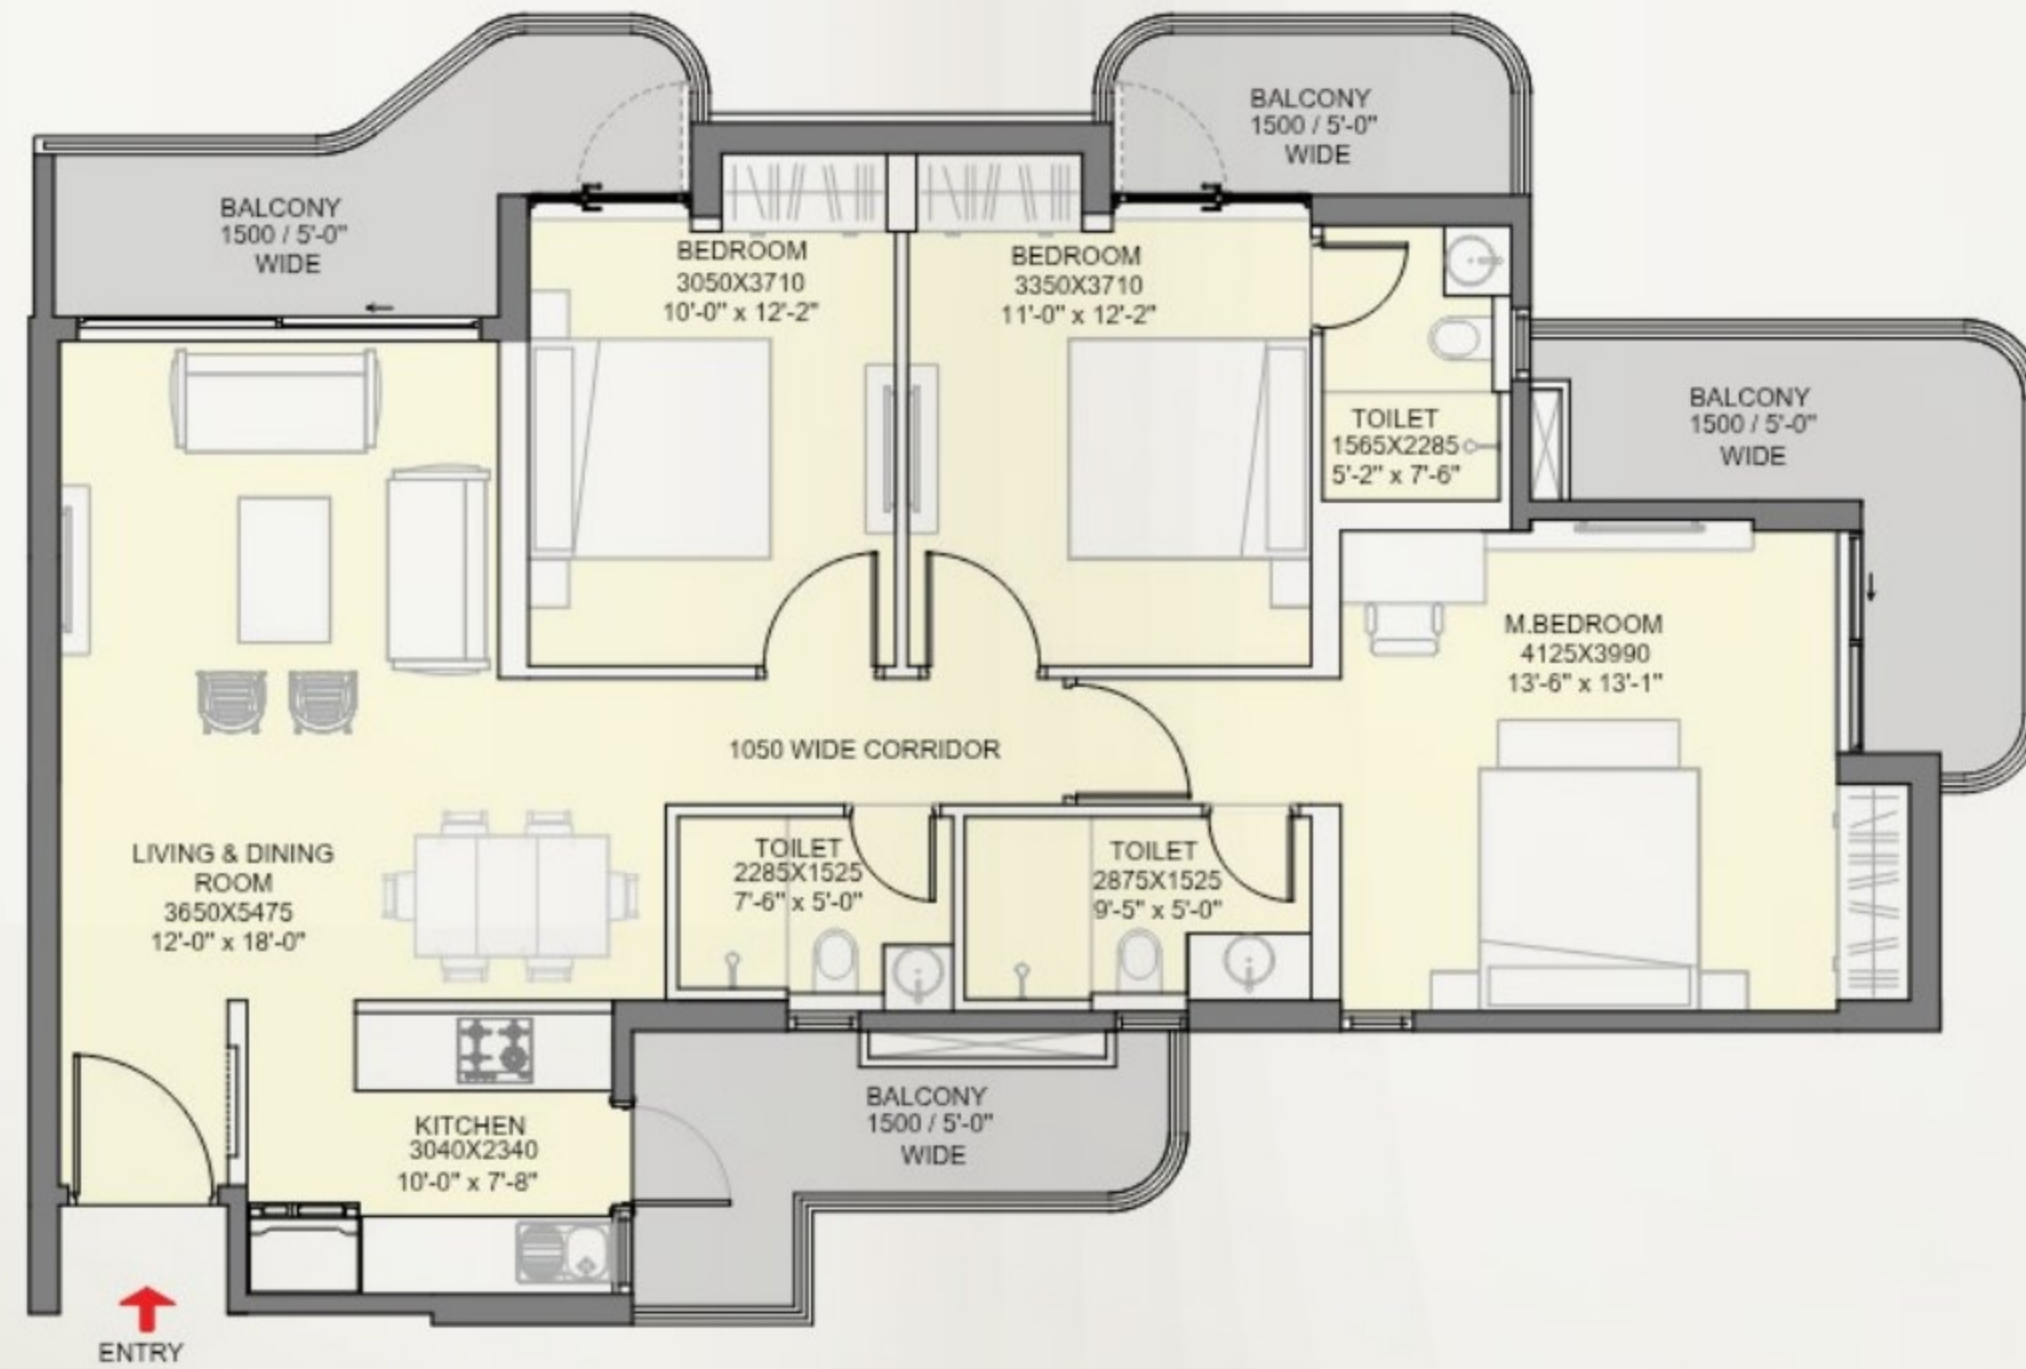 BALCONY
1500 / 5'-0"
WIDE
BALCONY
1500 / 5'-0"
WIDE
BEDROOM
3050X3710
10'-0" x 12'-2"
BEDROOM
3350X3710
11'-0" x 12'-2"
TOILET
1565X2285
5'-2" x 7'-6"
BALCONY
1500 / 5'-0"
WIDE
M.BEDROOM
4125X3990
13'-6" x 13'-1"
1050 WIDE CORRIDOR
LIVING & DINING
ROOM
3650X5475
12'-0" x 18'-0"
TOILET
2285X1525
7'-6" x 5'-0"
TOILET
2875X1525
9'-5" x 5'-0"
KITCHEN
3040X2340
10'-0" x 7'-8"
BALCONY
1500 / 5'-0"
WIDE
ENTRY